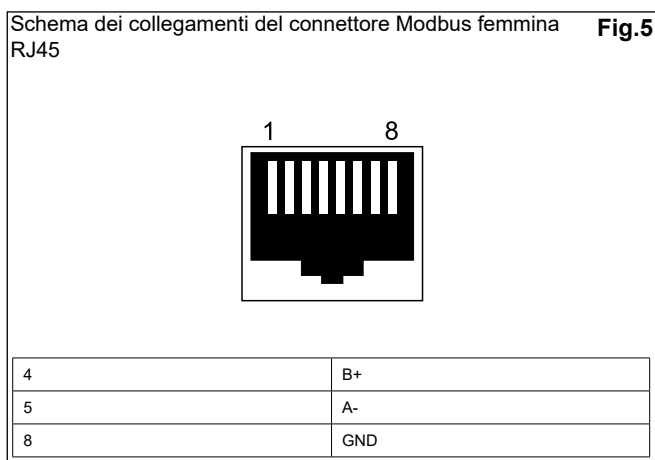 Schema dei collegamenti del connettore Modbus femmina
RJ45
Fig.5
1 8
4 B+
5 A-
8 GND